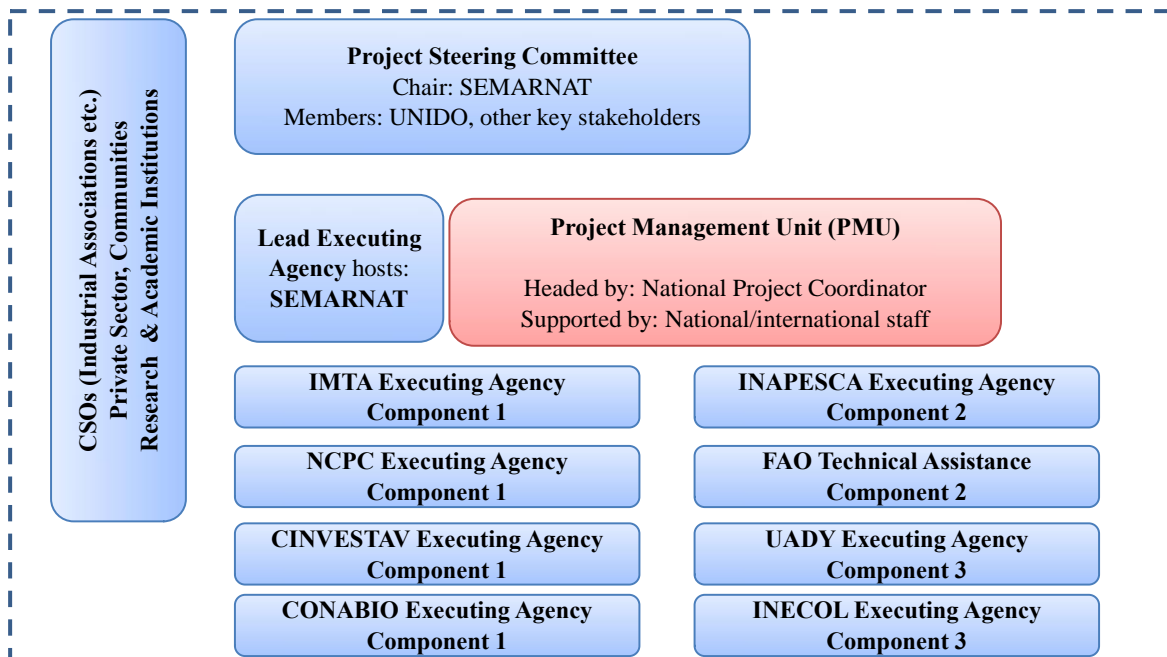 CSOs (Industrial Associations etc.)
Private Sector, Communities
Research & Academic Institutions
Project Steering Committee
Chair: SEMARNAT
Members: UNIDO, other key stakeholders
Lead Executing
Agency hosts:
SEMARNAT
Project Management Unit (PMU)
Headed by: National Project Coordinator
Supported by: National/international staff
IMTA Executing Agency
Component 1
INAPESCA Executing Agency
Component 2
NCPC Executing Agency
Component 1
FAO Technical Assistance
Component 2
CINVESTAV Executing Agency
Component 1
UADY Executing Agency
Component 3
CONABIO Executing Agency
Component 1
INECOL Executing Agency
Component 3